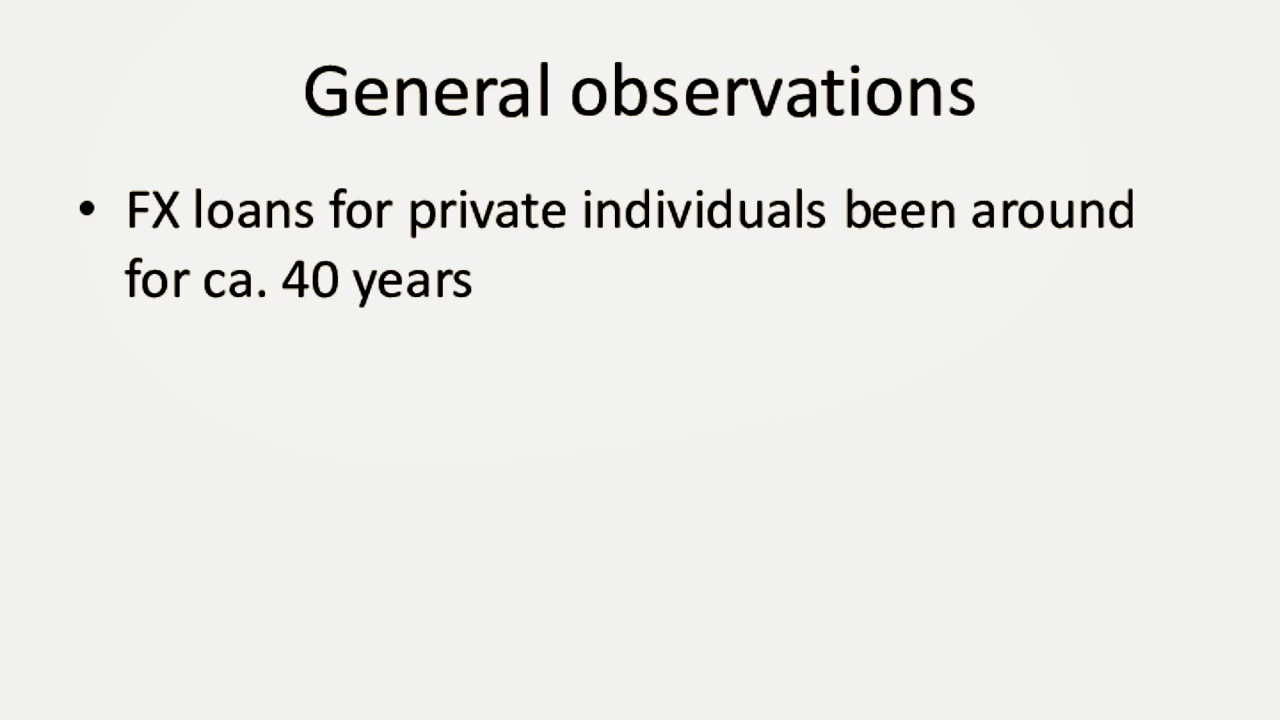 General observations
• FX loans for private individuals been around
for ca. 40 years